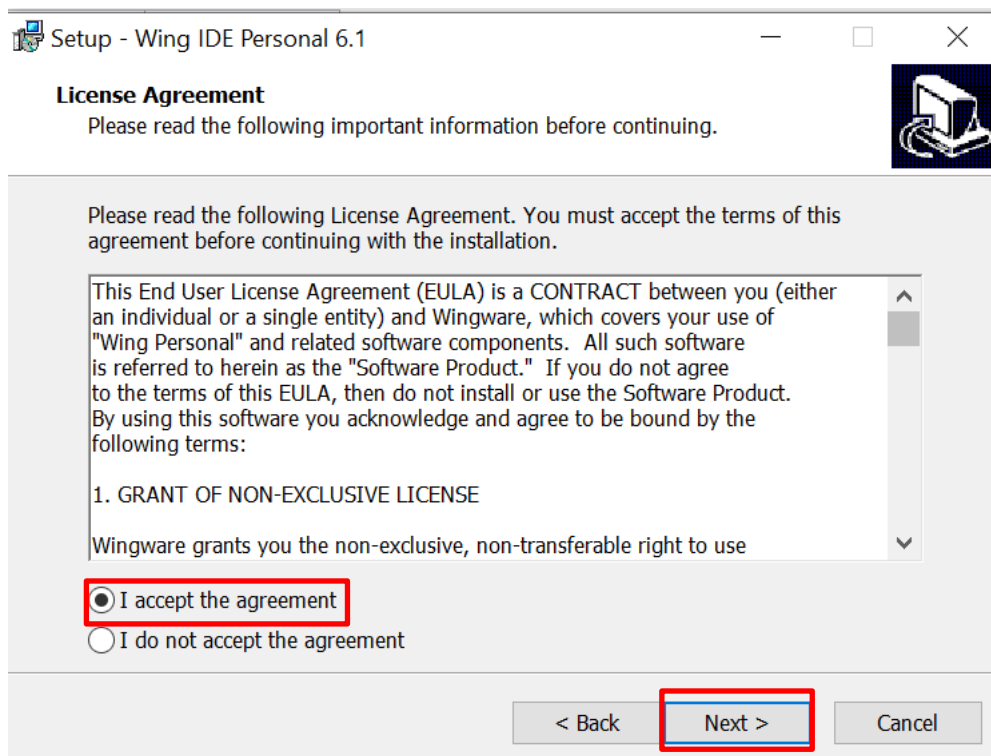 Setup - Wing IDE Personal 6.1
License Agreement
Please read the following important information before continuing.
Please read the following License Agreement. You must accept the terms of this
agreement before continuing with the installation.
This End User License Agreement (EULA) is a CONTRACT between you (either
an individual or a single entity) and Wingware, which covers your use of
"Wing Personal" and related software components.  All such software
is referred to herein as the "Software Product."  If you do not agree
to the terms of this EULA, then do not install or use the Software Product.
By using this software you acknowledge and agree to be bound by the
following terms:
1. GRANT OF NON-EXCLUSIVE LICENSE
Wingware grants you the non-exclusive, non-transferable right to use
I accept the agreement
I do not accept the agreement
< Back Next > Cancel